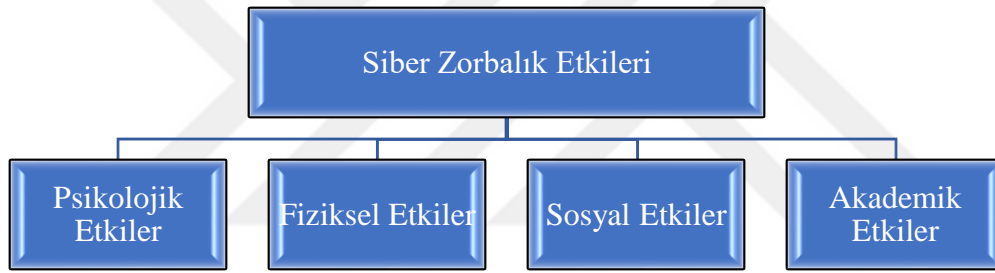 Siber Zorbalık Etkileri
Psikolojik
Etkiler
Fiziksel Etkiler
Sosyal Etkiler
Akademik
Etkiler